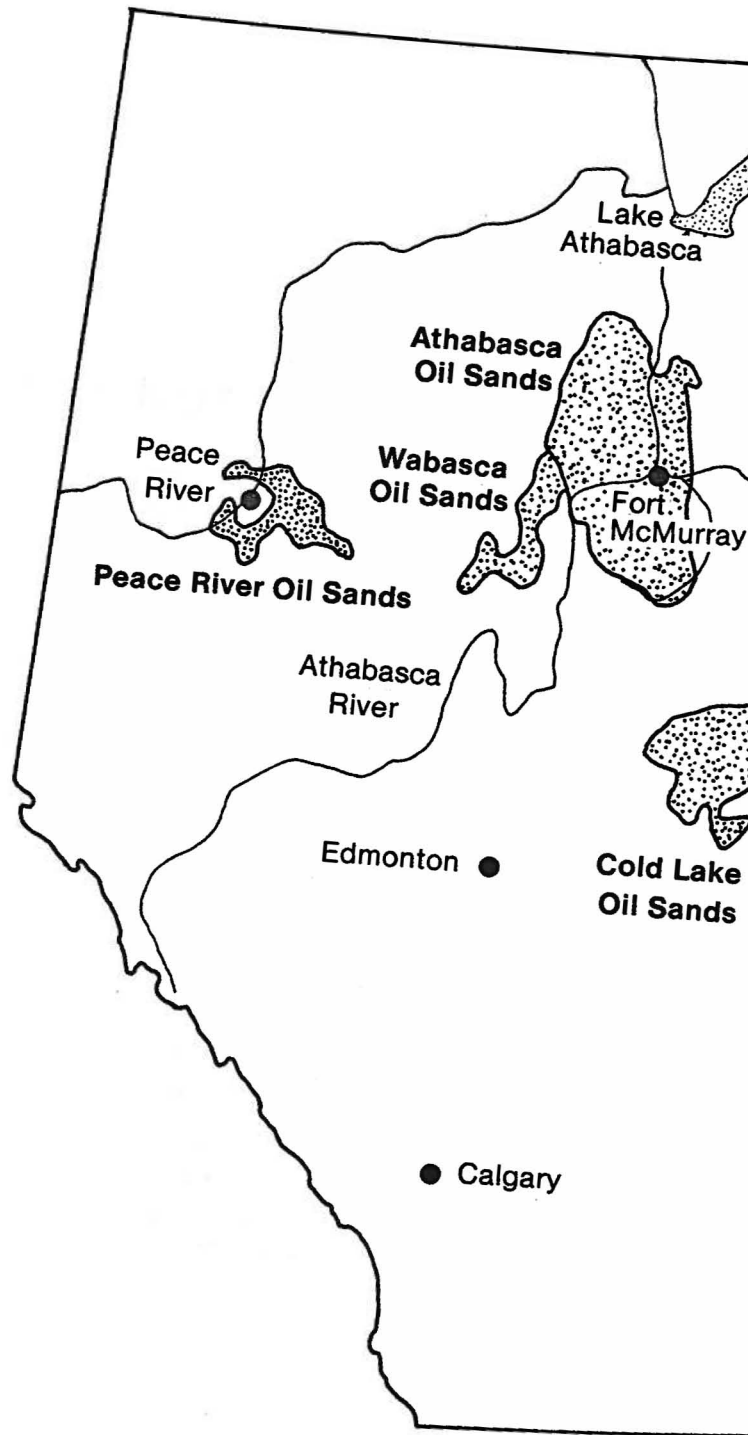 Lake
Athabasca
Athabasca
Oil Sands
Peace
River
Wabasca
Oil Sands
Fort
McMurray
Peace River Oil Sands
Athabasca
River
Edmonton
Cold Lake
Oil Sands
Calgary